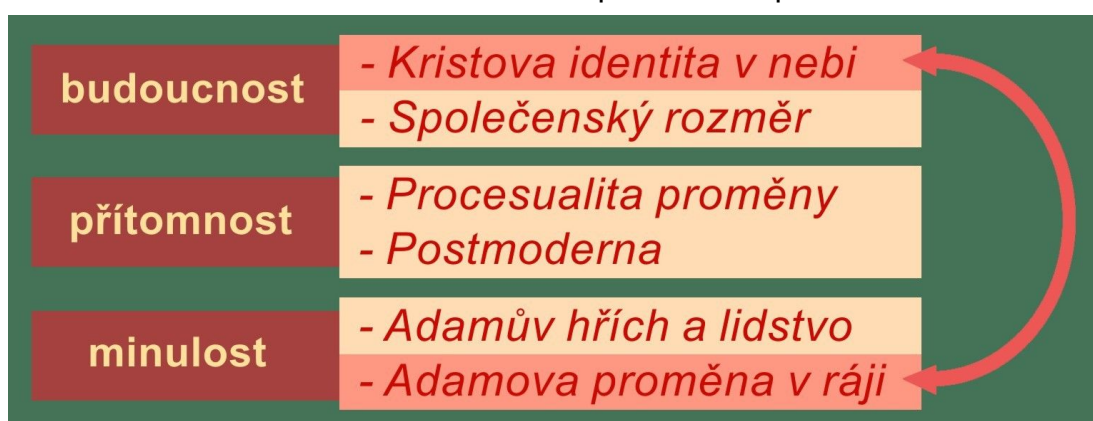 budoucnost
- Kristova identita v nebi
- Společenský rozměr
přítomnost
- Procesualita proměny
- Postmoderna
minulost
- Adamův hřích a lidstvo
- Adamova proměna v ráji